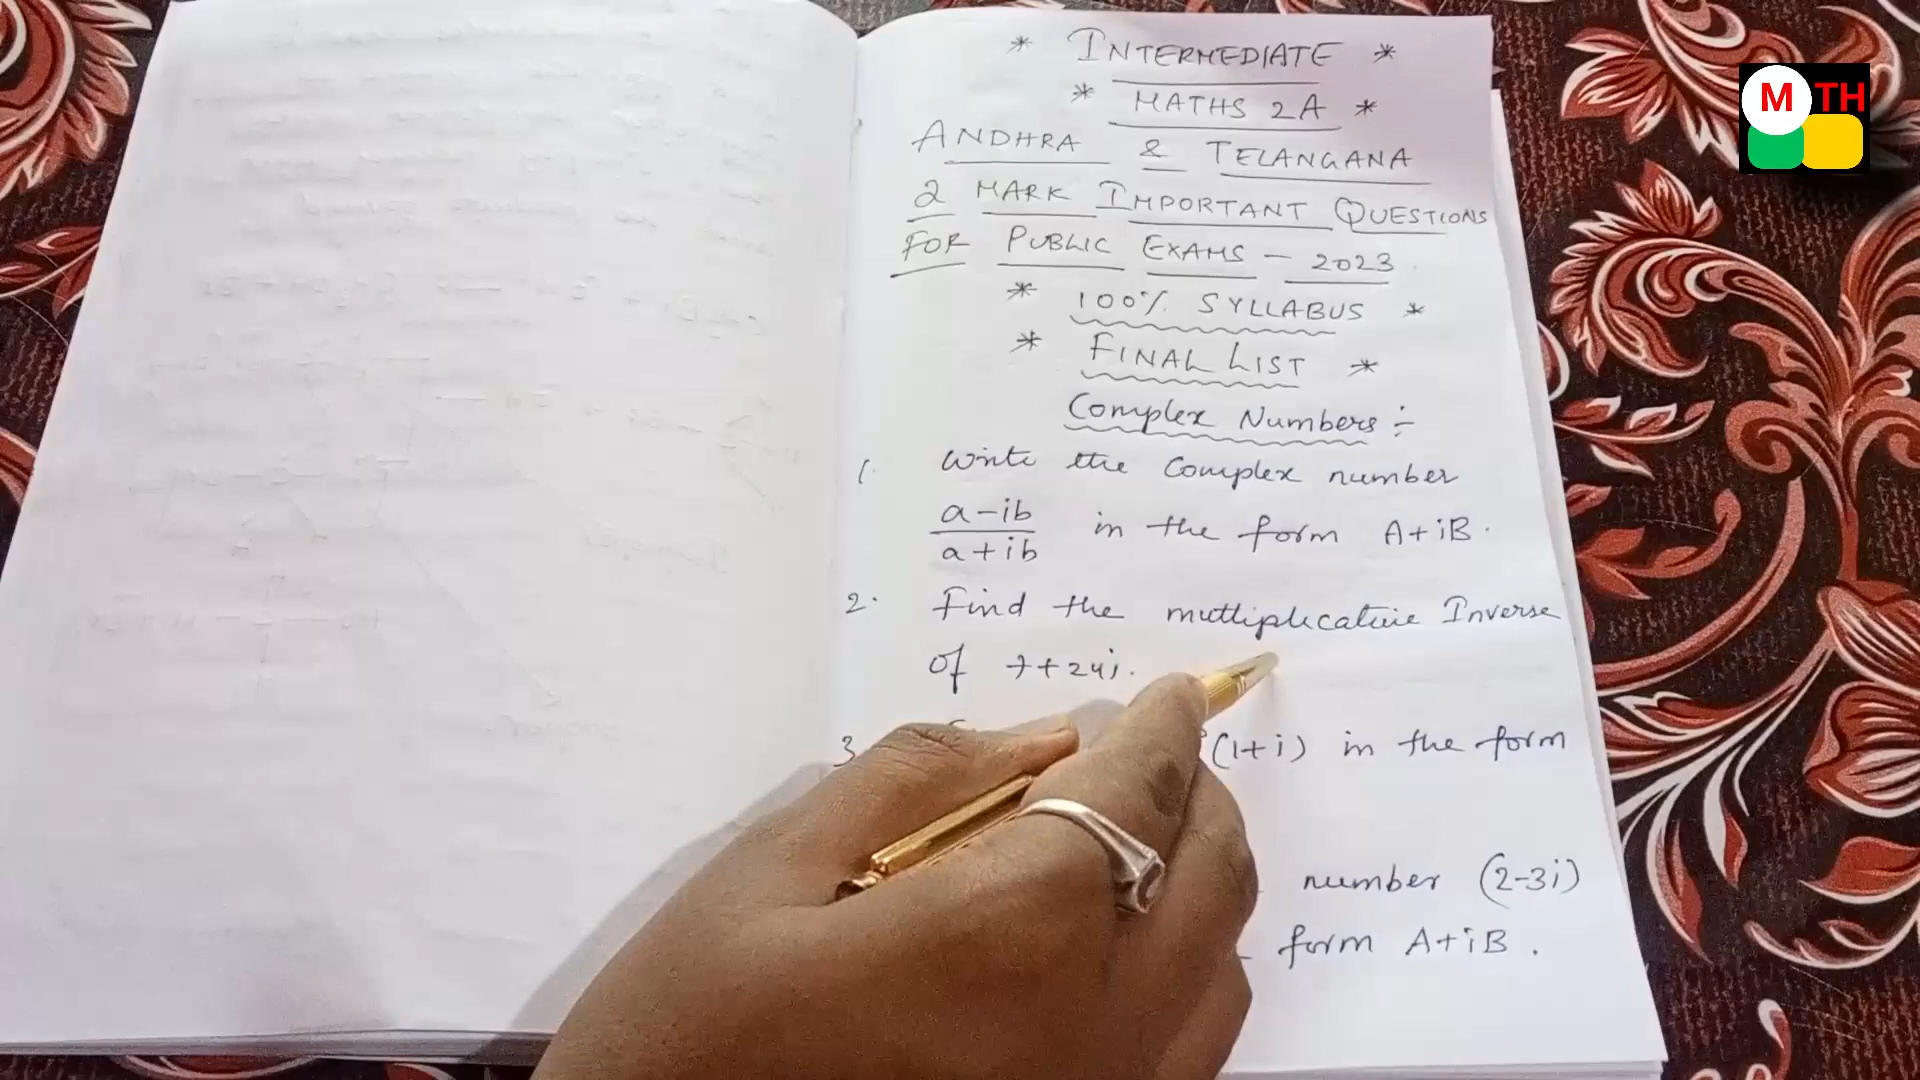 * INTERMEDIATE *
* MATHS 2A *
ANDHRA & TELANGANA
2 MARK IMPORTANT QUESTIONS
FOR PUBLIC EXAMS - 2023
* 100% SYLLABUS *
* FINAL LIST *
Complex Numbers :-
1. Write the Complex number
a-ib/a+ib in the form A+iB.
2. Find the mutliplicative Inverse
of 7+24i.
3 (1+i) in the form
number (2-3i)
form A+iB.
M TH